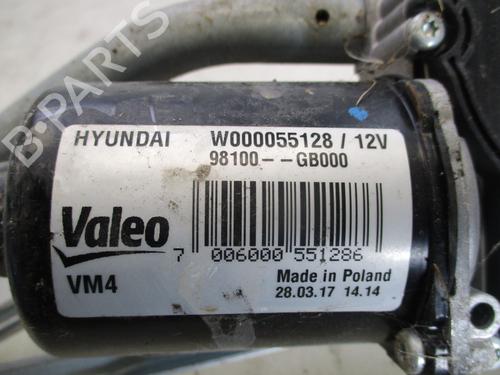 HYUNDAI W000055128 / 12V
98100--GB000
Valeo
7 006000 551286
VM4
Made in Poland
28.03.17 14.14
B-PARTS